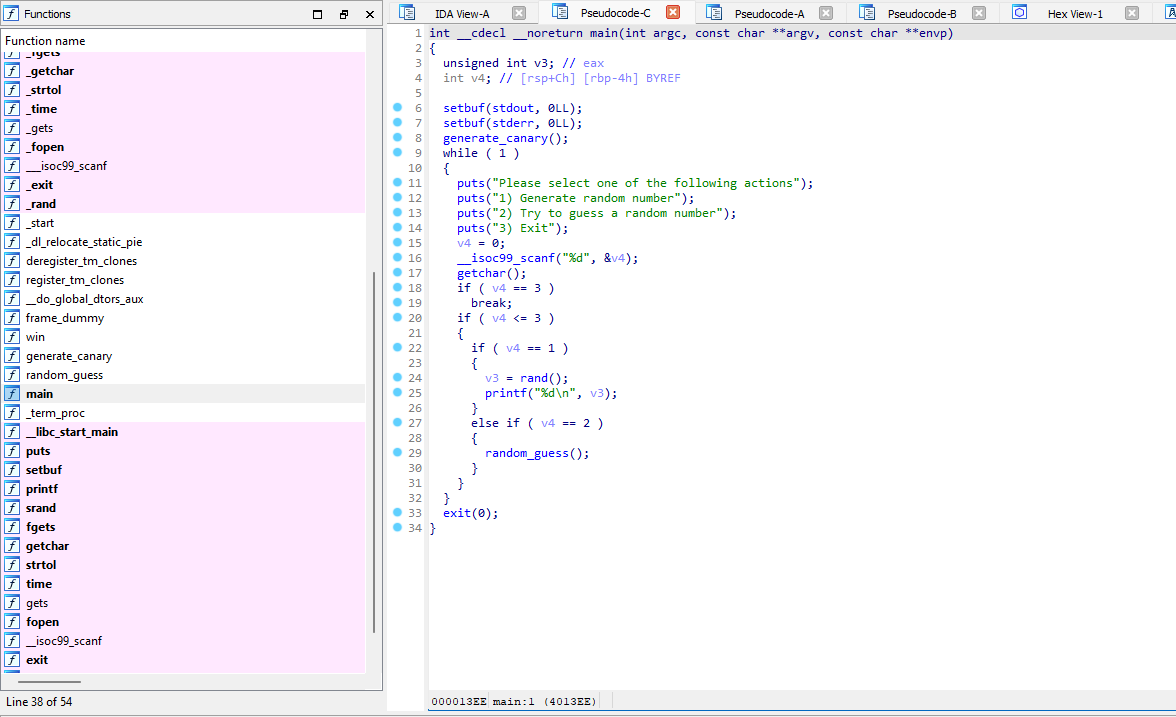 Functions
IDA View-A
Pseudocode-C
Pseudocode-A
Pseudocode-B
Hex View-1
Function name
_fgets
_getchar
_strtol
_time
_gets
_fopen
___isoc99_scanf
_exit
_rand
_start
_dl_relocate_static_pie
deregister_tm_clones
register_tm_clones
__do_global_dtors_aux
frame_dummy
win
generate_canary
random_guess
main
_term_proc
__libc_start_main
puts
setbuf
printf
srand
fgets
getchar
strtol
time
gets
fopen
__isoc99_scanf
exit
Line 38 of 54
1 int __cdecl __noreturn main(int argc, const char **argv, const char **envp)
2 {
3   unsigned int v3; // eax
4   int v4; // [rsp+Ch] [rbp-4h] BYREF
5
6   setbuf(stdout, 0LL);
7   setbuf(stderr, 0LL);
8   generate_canary();
9   while ( 1 )
10   {
11     puts("Please select one of the following actions");
12     puts("1) Generate random number");
13     puts("2) Try to guess a random number");
14     puts("3) Exit");
15     v4 = 0;
16     __isoc99_scanf("%d", &v4);
17     getchar();
18     if ( v4 == 3 )
19       break;
20     if ( v4 <= 3 )
21     {
22       if ( v4 == 1 )
23       {
24         v3 = rand();
25         printf("%d\n", v3);
26       }
27       else if ( v4 == 2 )
28       {
29         random_guess();
30       }
31     }
32   }
33   exit(0);
34 }
000013EE main:1 (4013EE)